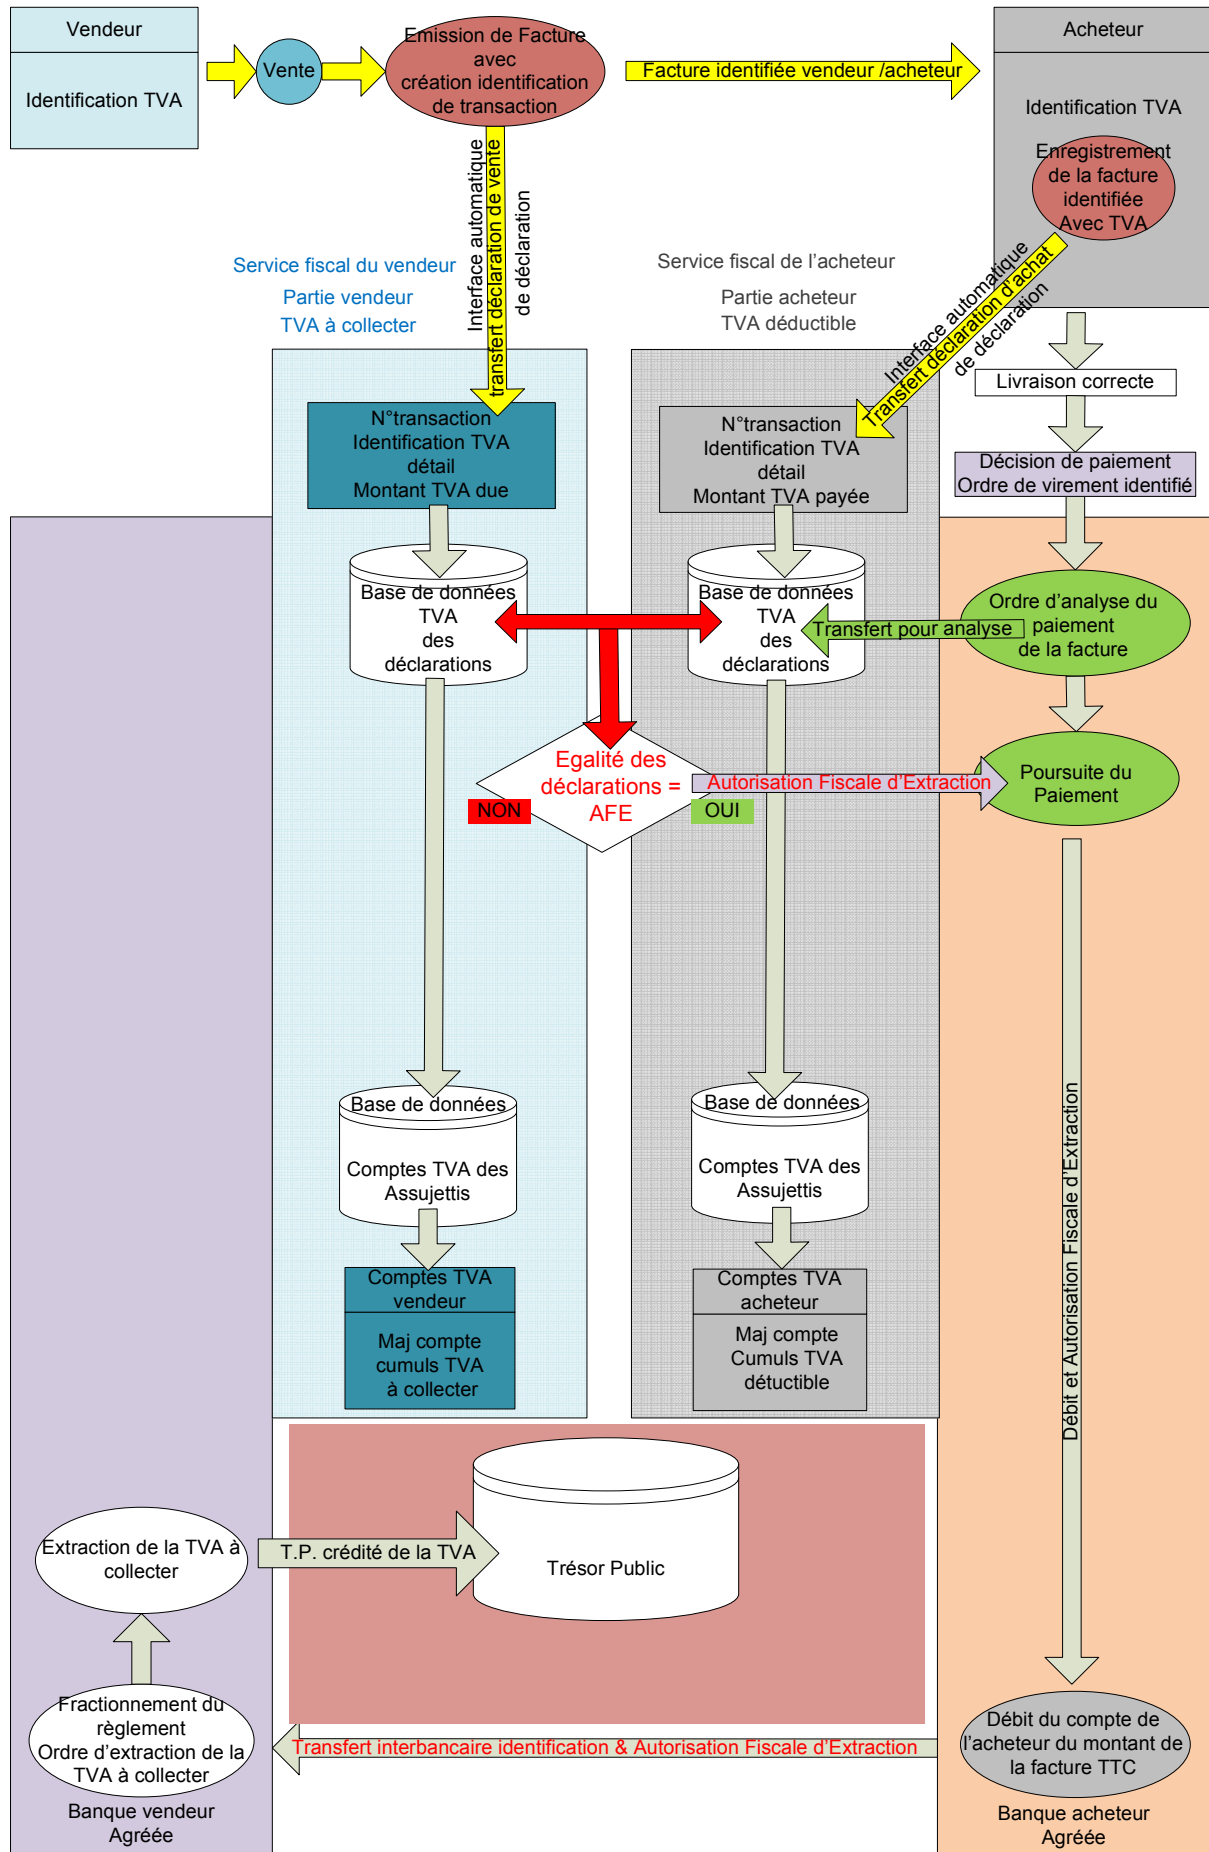 Vendeur
Identification TVA
Vente
Emission de Facture
avec
création identification
de transaction
Facture identifiée vendeur /acheteur
Acheteur
Identification TVA
Enregistrement
de la facture
identifiée
Avec TVA
Interface automatique
transfert déclaration de vente
de déclaration
Service fiscal du vendeur
Partie vendeur
TVA à collecter
Service fiscal de l’acheteur
Partie acheteur
TVA déductible
Interface automatique
Transfert déclaration d’achat
de déclaration
Livraison correcte
Décision de paiement
Ordre de virement identifié
N°transaction
Identification TVA
détail
Montant TVA due
N°transaction
Identification TVA
détail
Montant TVA payée
Base de données
TVA
des
déclarations
Base de données
TVA
des
déclarations
Transfert pour analyse
Ordre d’analyse du
paiement
de la facture
Egalité des
déclarations =
AFE
NON
OUI
Autorisation Fiscale d’Extraction
Poursuite du
Paiement
Débit et Autorisation Fiscale d’Extraction
Base de données
Comptes TVA des
Assujettis
Base de données
Comptes TVA des
Assujettis
Comptes TVA
vendeur
Maj compte
cumuls TVA
à collecter
Comptes TVA
acheteur
Maj compte
Cumuls TVA
détuctible
Extraction de la TVA à
collecter
T.P. crédité de la TVA
Trésor Public
Fractionnement du
règlement
Ordre d’extraction de la
TVA à collecter
Transfert interbancaire identification & Autorisation Fiscale d’Extraction
Débit du compte de
l’acheteur du montant de
la facture TTC
Banque vendeur
Agréée
Banque acheteur
Agréée